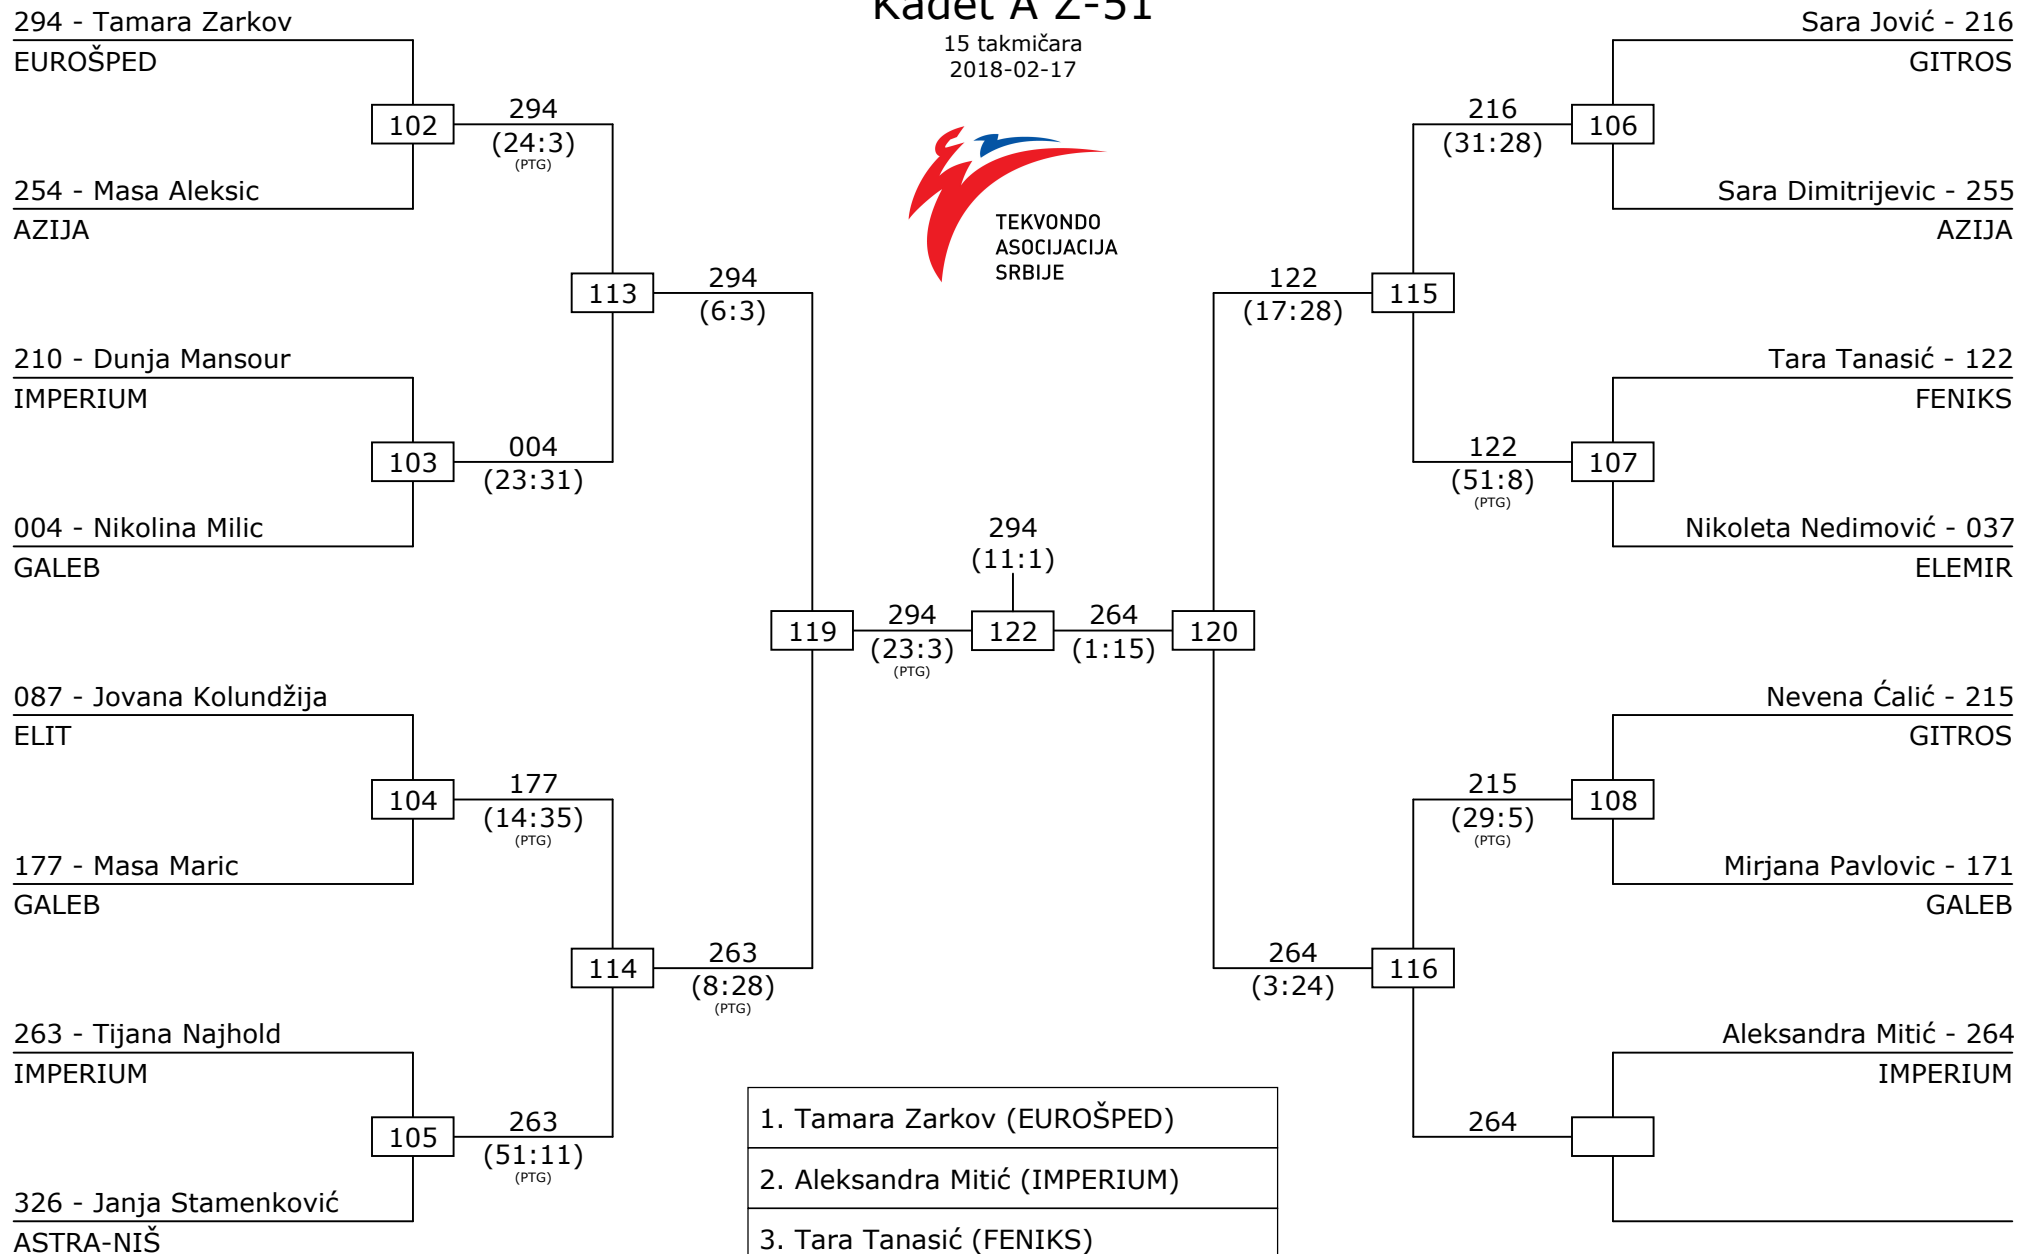 Kadet A Ž-51
15 takmičara
2018-02-17
TEKVONDO
ASOCIJACIJA
SRBIJE
294 - Tamara Zarkov
EUROŠPED
102
294
(24:3)
(PTG)
254 - Masa Aleksic
AZIJA
113
294
(6:3)
210 - Dunja Mansour
IMPERIUM
103
004
(23:31)
004 - Nikolina Milic
GALEB
119
294
(23:3)
(PTG)
087 - Jovana Kolundžija
ELIT
104
177
(14:35)
(PTG)
177 - Masa Maric
GALEB
114
263
(8:28)
(PTG)
263 - Tijana Najhold
IMPERIUM
105
263
(51:11)
(PTG)
326 - Janja Stamenković
ASTRA-NIŠ
294
(11:1)
122
Sara Jović - 216
GITROS
216
(31:28)
106
Sara Dimitrijevic - 255
AZIJA
122
(17:28)
115
Tara Tanasić - 122
FENIKS
122
(51:8)
(PTG)
107
Nikoleta Nedimović - 037
ELEMIR
264
(1:15)
120
Nevena Ćalić - 215
GITROS
215
(29:5)
(PTG)
108
Mirjana Pavlovic - 171
GALEB
264
(3:24)
116
Aleksandra Mitić - 264
IMPERIUM
264
1. Tamara Zarkov (EUROŠPED)
2. Aleksandra Mitić (IMPERIUM)
3. Tara Tanasić (FENIKS)